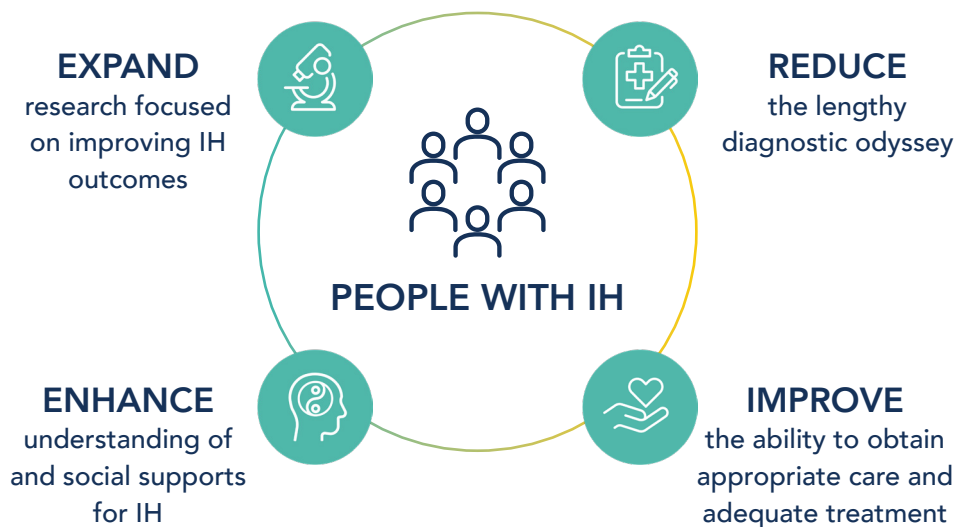 EXPAND
research focused
on improving IH
outcomes
REDUCE
the lengthy
diagnostic odyssey
PEOPLE WITH IH
ENHANCE
understanding of
and social supports
for IH
IMPROVE
the ability to obtain
appropriate care and
adequate treatment